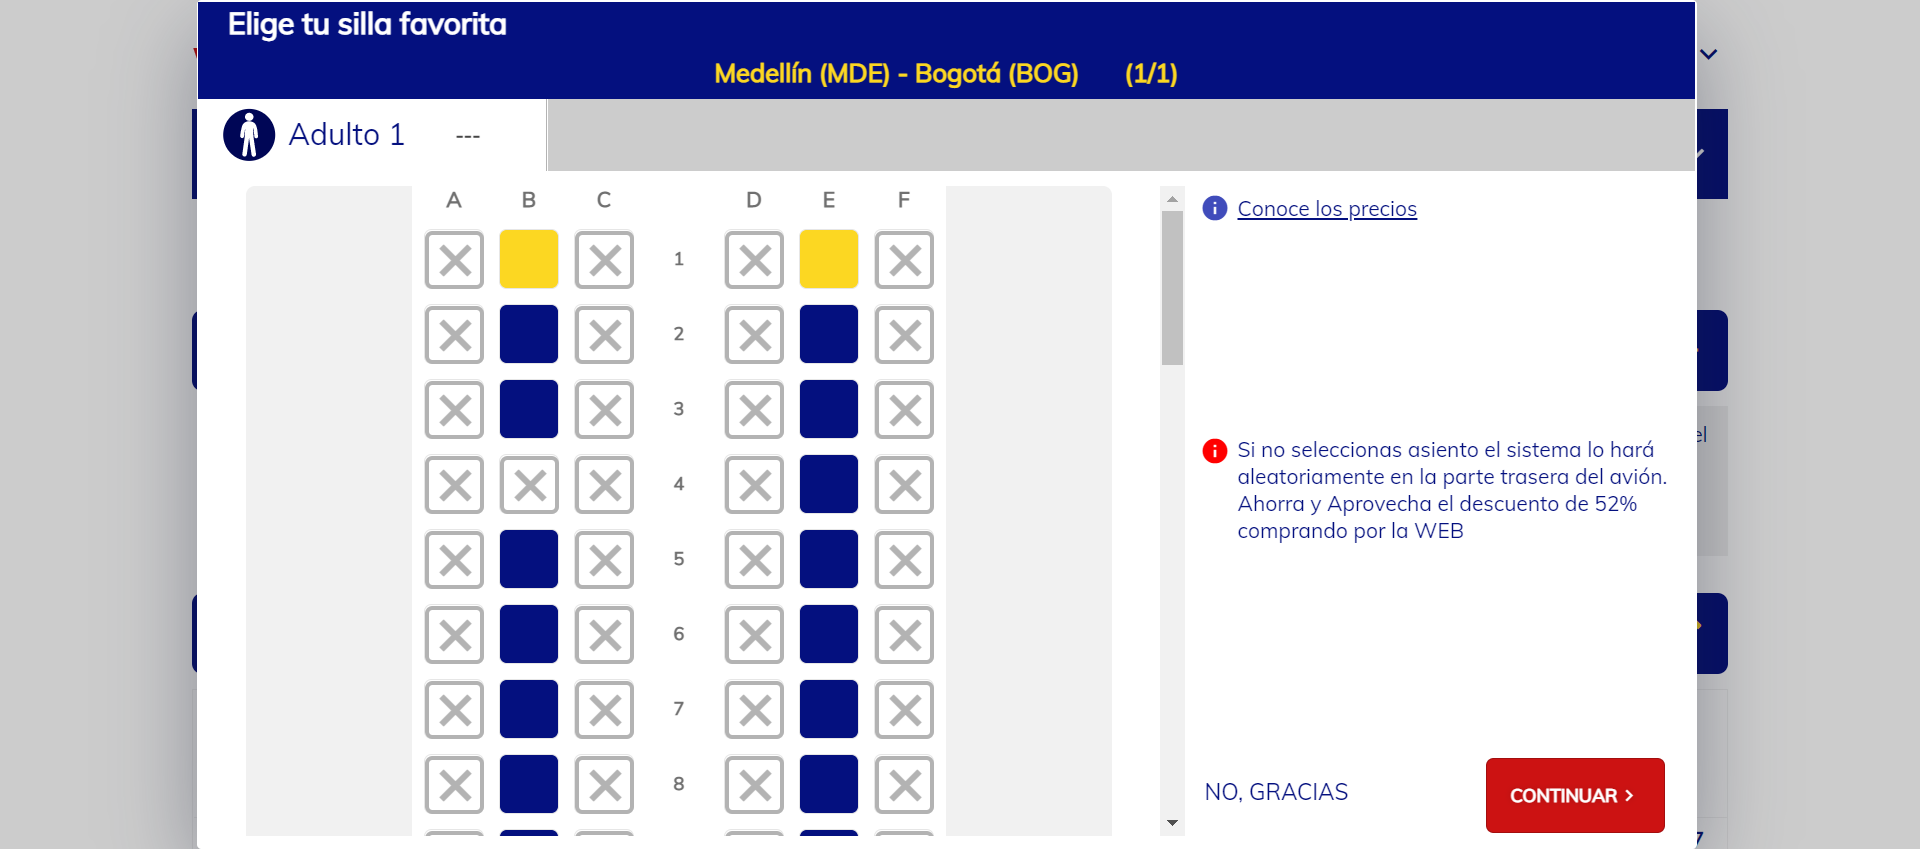 Elige tu silla favorita
Medellín (MDE) - Bogotá (BOG) (1/1)
Adulto 1 ---
A B C D E F
1
2
3
4
5
6
7
8
Conoce los precios
Si no seleccionas asiento el sistema lo hará
aleatoriamente en la parte trasera del avión.
Ahorra y Aprovecha el descuento de 52%
comprando por la WEB
NO, GRACIAS
CONTINUAR
el